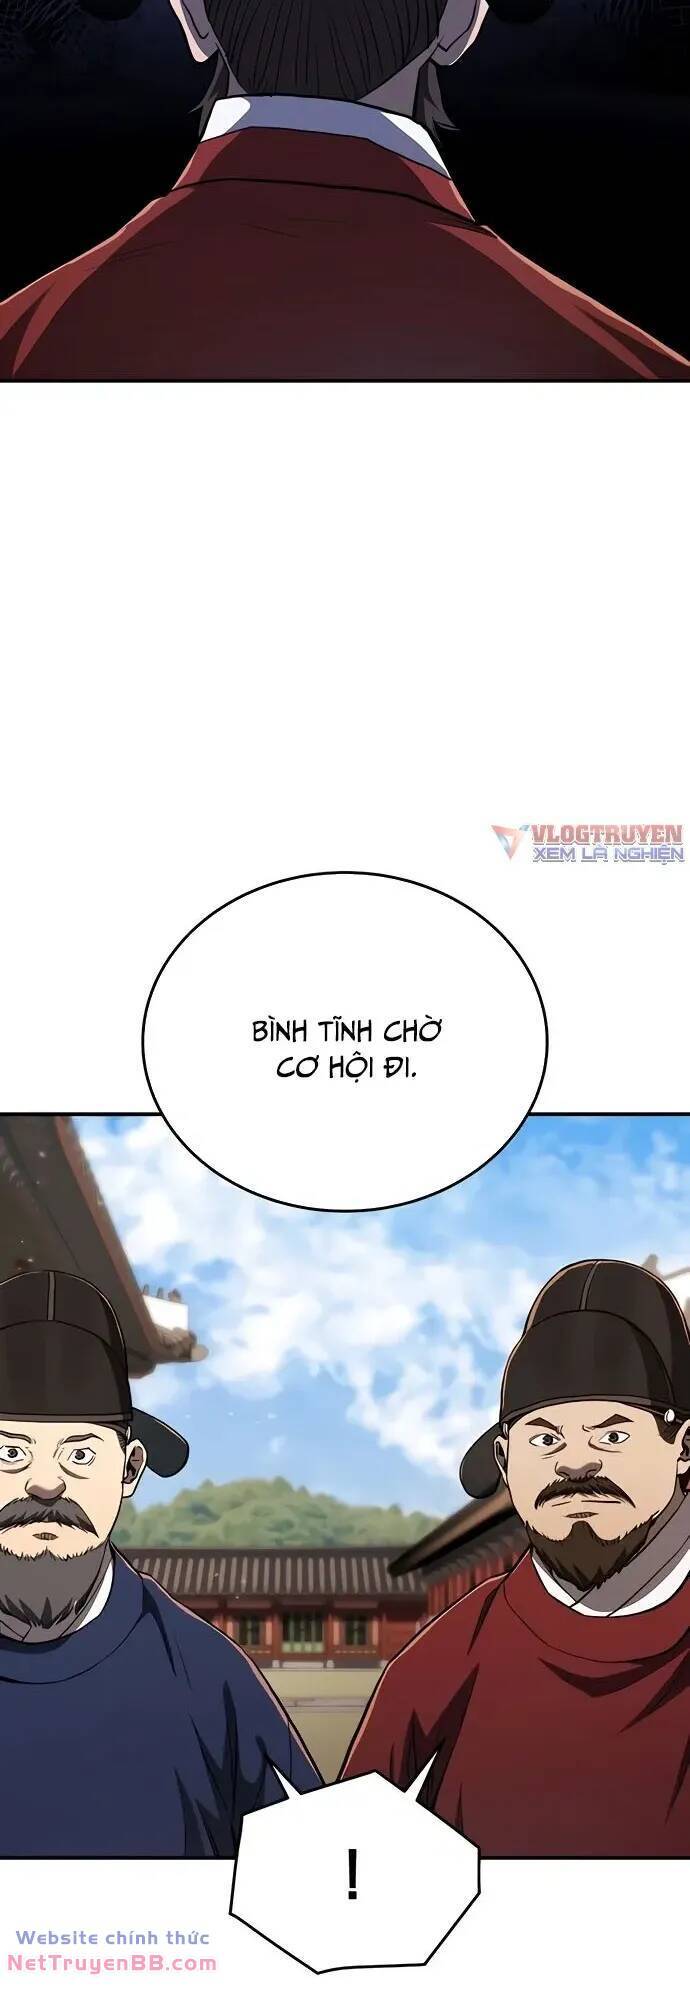 VLOGTRUYEN
XEM LÀ NGHIỆN
BÌNH TĨNH CHỜ
CƠ HỘI ĐI.
!
Website chính thức
NetTruyenBB.com